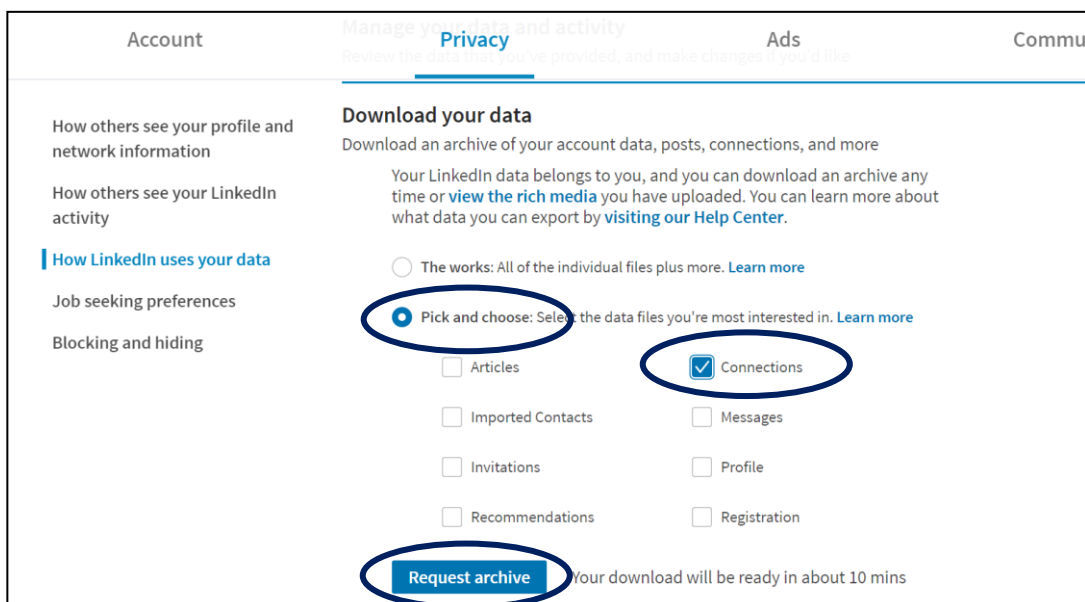 Manage your data and activity
Account Privacy Ads Commu
Review the data that you've provided, and make changes if you'd like
How others see your profile and
network information
How others see your LinkedIn
activity
How LinkedIn uses your data
Job seeking preferences
Blocking and hiding
Download your data
Download an archive of your account data, posts, connections, and more
Your LinkedIn data belongs to you, and you can download an archive any
time or view the rich media you have uploaded. You can learn more about
what data you can export by visiting our Help Center.
The works: All of the individual files plus more. Learn more
Pick and choose: Select the data files you're most interested in. Learn more
Articles Connections
Imported Contacts Messages
Invitations Profile
Recommendations Registration
Request archive Your download will be ready in about 10 mins